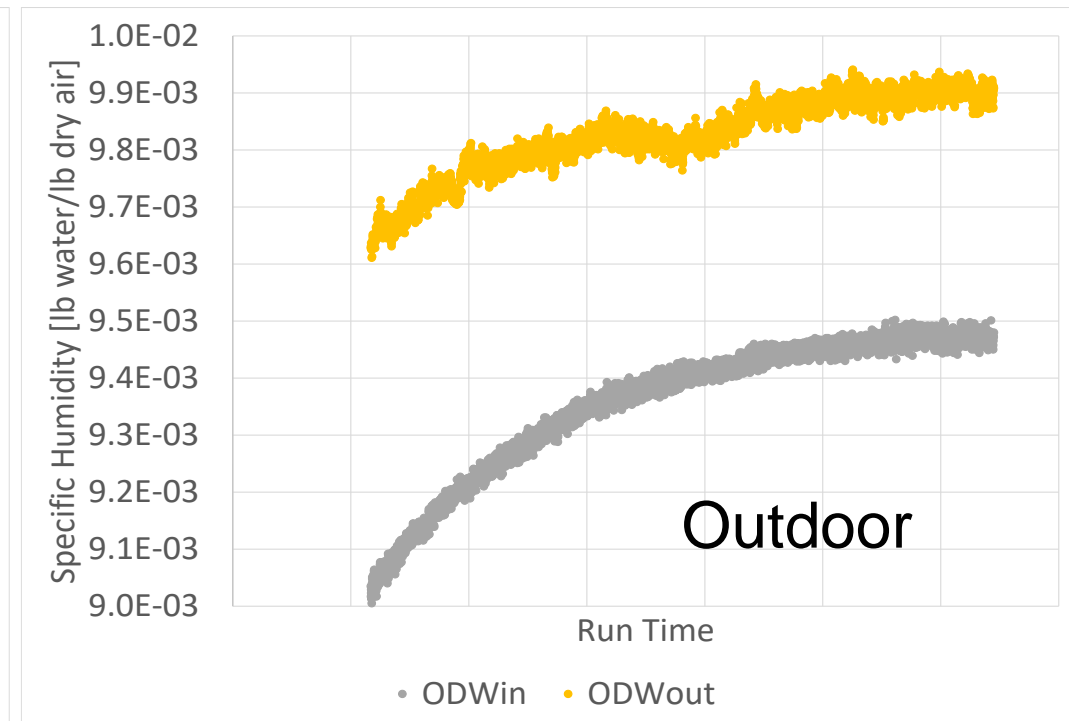 Specific Humidity [lb water/lb dry air]
1.0E-02
9.9E-03
9.8E-03
9.7E-03
9.6E-03
9.5E-03
9.4E-03
9.3E-03
9.2E-03
9.1E-03
9.0E-03
Outdoor
Run Time
ODWin ODWout